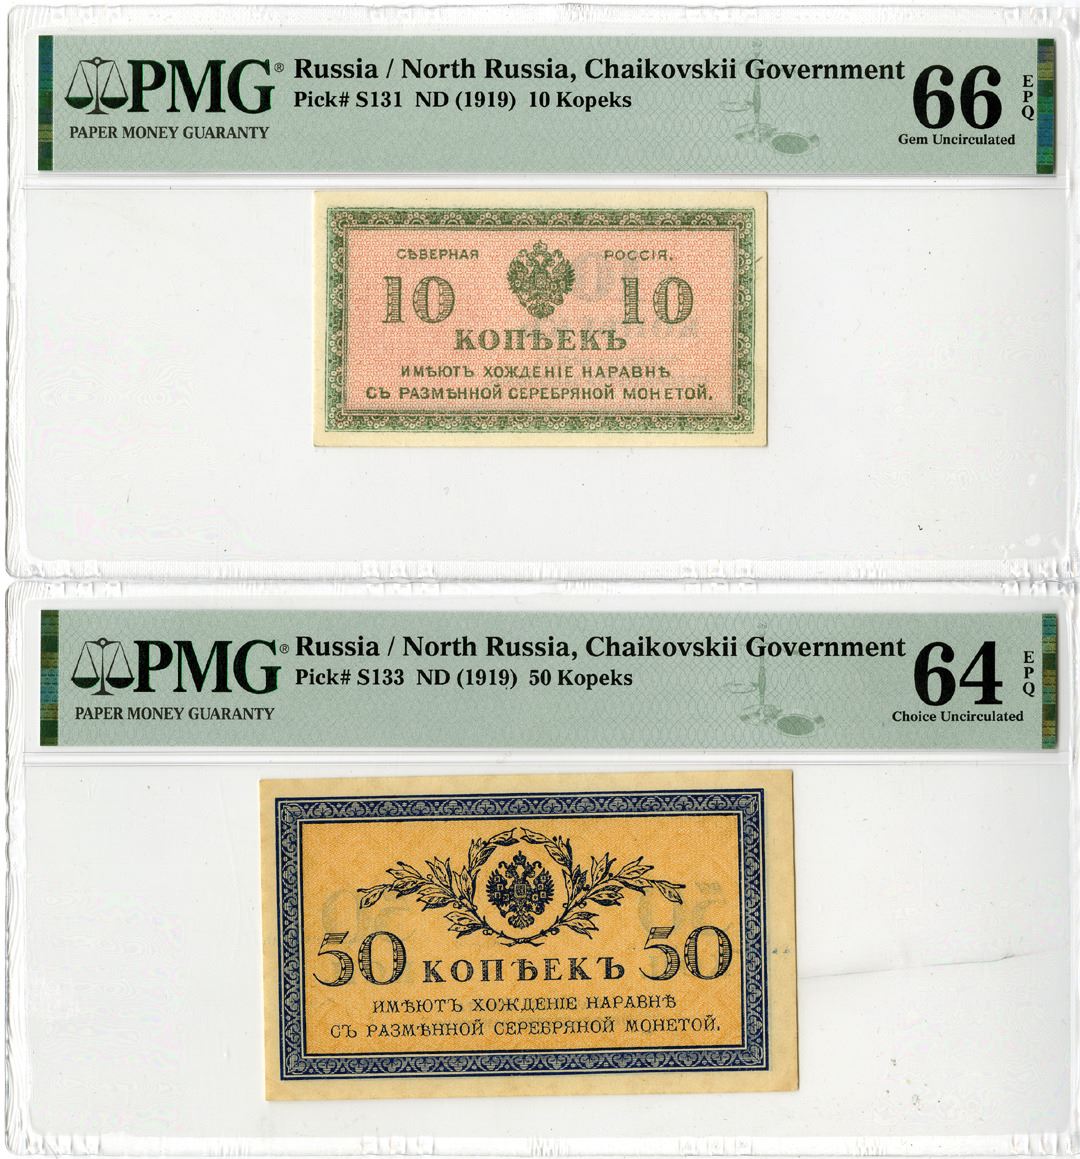 PMG® Russia / North Russia, Chaikovskii Government 66 EPQ
Pick# S131 ND (1919) 10 Kopeks
PAPER MONEY GUARANTY Gem Uncirculated
СѢВЕРНАЯ РОССІЯ.
10 10
КОПѢЕКЪ
ИМѢЮТЪ ХОЖДЕНІЕ НАРАВНѢ
СЪ РАЗМѢННОЙ СЕРЕБРЯНОЙ МОНЕТОЙ.
PMG® Russia / North Russia, Chaikovskii Government 64 EPQ
Pick# S133 ND (1919) 50 Kopeks
PAPER MONEY GUARANTY Choice Uncirculated
50 КОПѢЕКЪ 50
ИМѢЮТЪ ХОЖДЕНІЕ НАРАВНѢ
СЪ РАЗМѢННОЙ СЕРЕБРЯНОЙ МОНЕТОЙ.